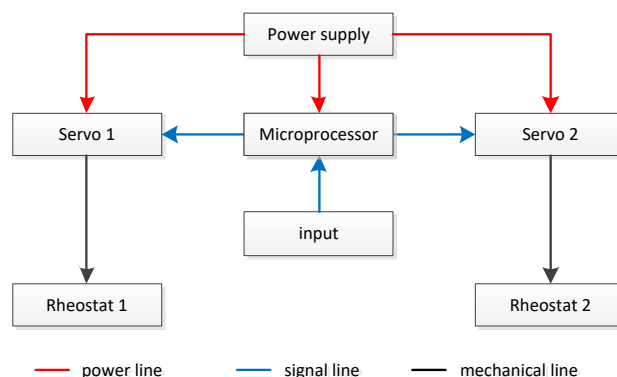 Power supply
Servo 1
Microprocessor
Servo 2
input
Rheostat 1
Rheostat 2
power line
signal line
mechanical line